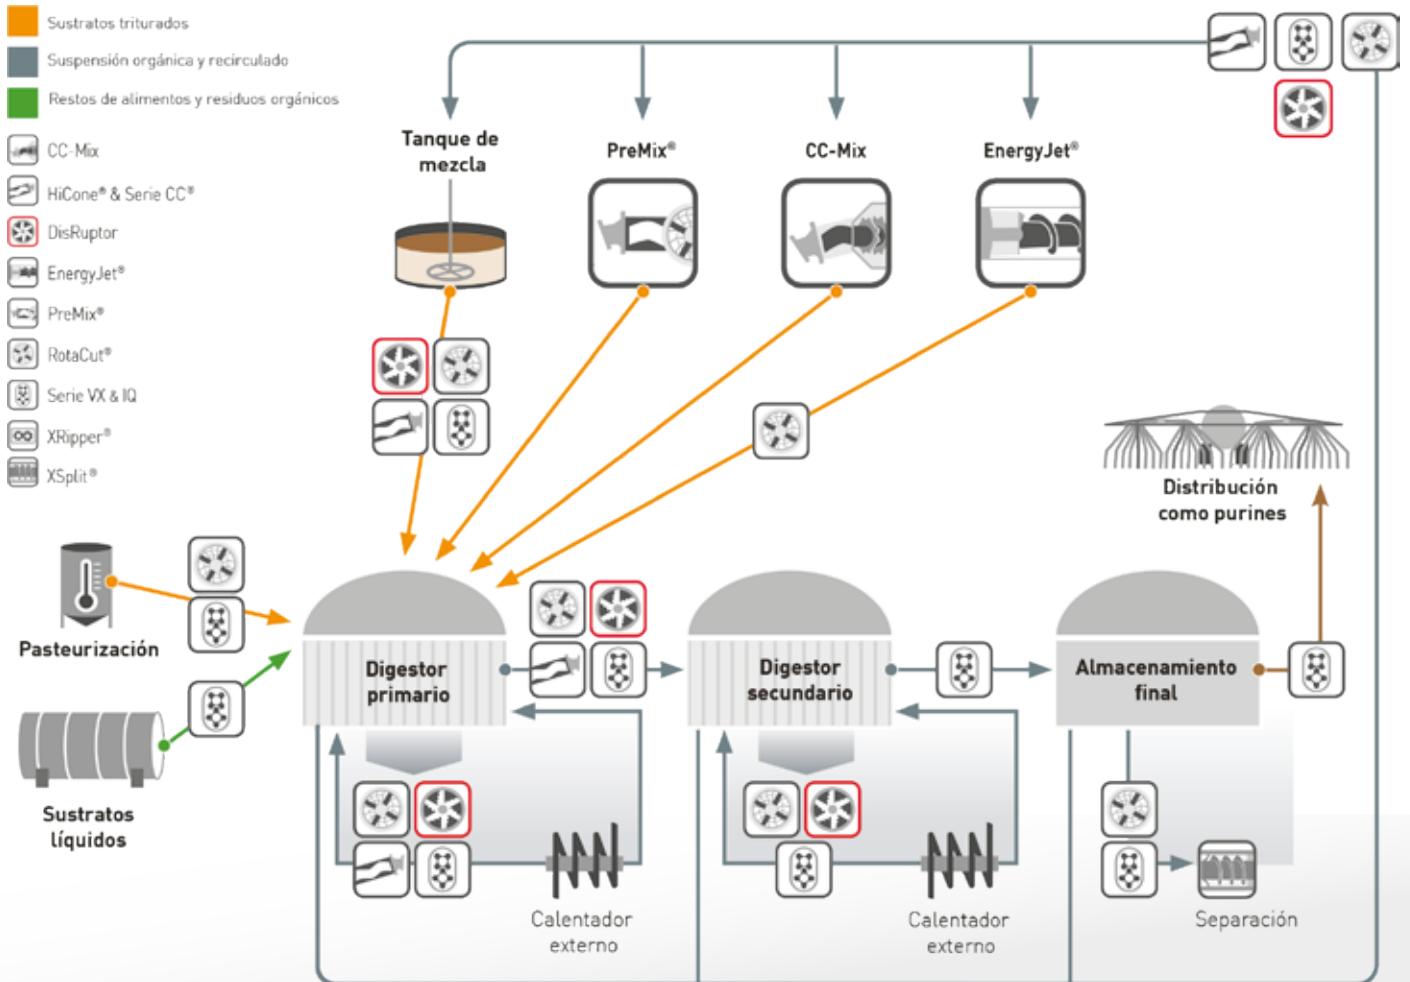 Sustratos triturados
Suspensión orgánica y recirculado
Restos de alimentos y residuos orgánicos
CC-Mix
HiCone® & Serie CC®
DisRuptor
EnergyJet®
PreMix®
RotaCut®
Serie VX & IQ
XRipper®
XSplit®
Tanque de
mezcla
PreMix®
CC-Mix
EnergyJet®
Distribución
como purines
Pasteurización
Sustratos
líquidos
Digestor
primario
Digestor
secundario
Almacenamiento
final
Calentador
externo
Calentador
externo
Separación